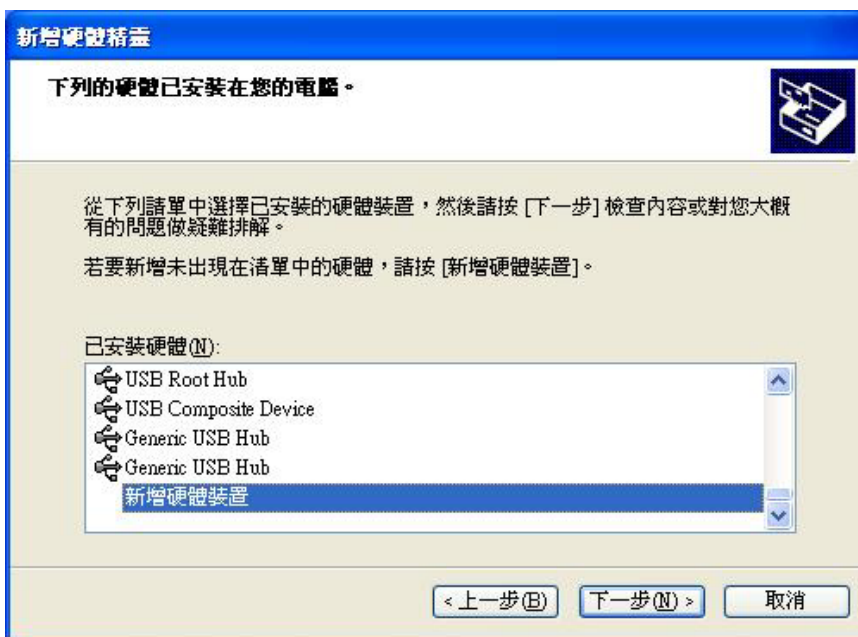 新增硬體精靈
下列的硬體已安裝在您的電腦。
從下列請單中選擇已安裝的硬體裝置，然後請按 [下一步] 檢查內容或對您大概
有的問題做疑難排解。
若要新增未出現在清單中的硬體，請按 [新增硬體裝置]。
已安裝硬體(N):
USB Root Hub
USB Composite Device
Generic USB Hub
Generic USB Hub
新增硬體裝置
< 上一步(B)
下一步(N) >
取消